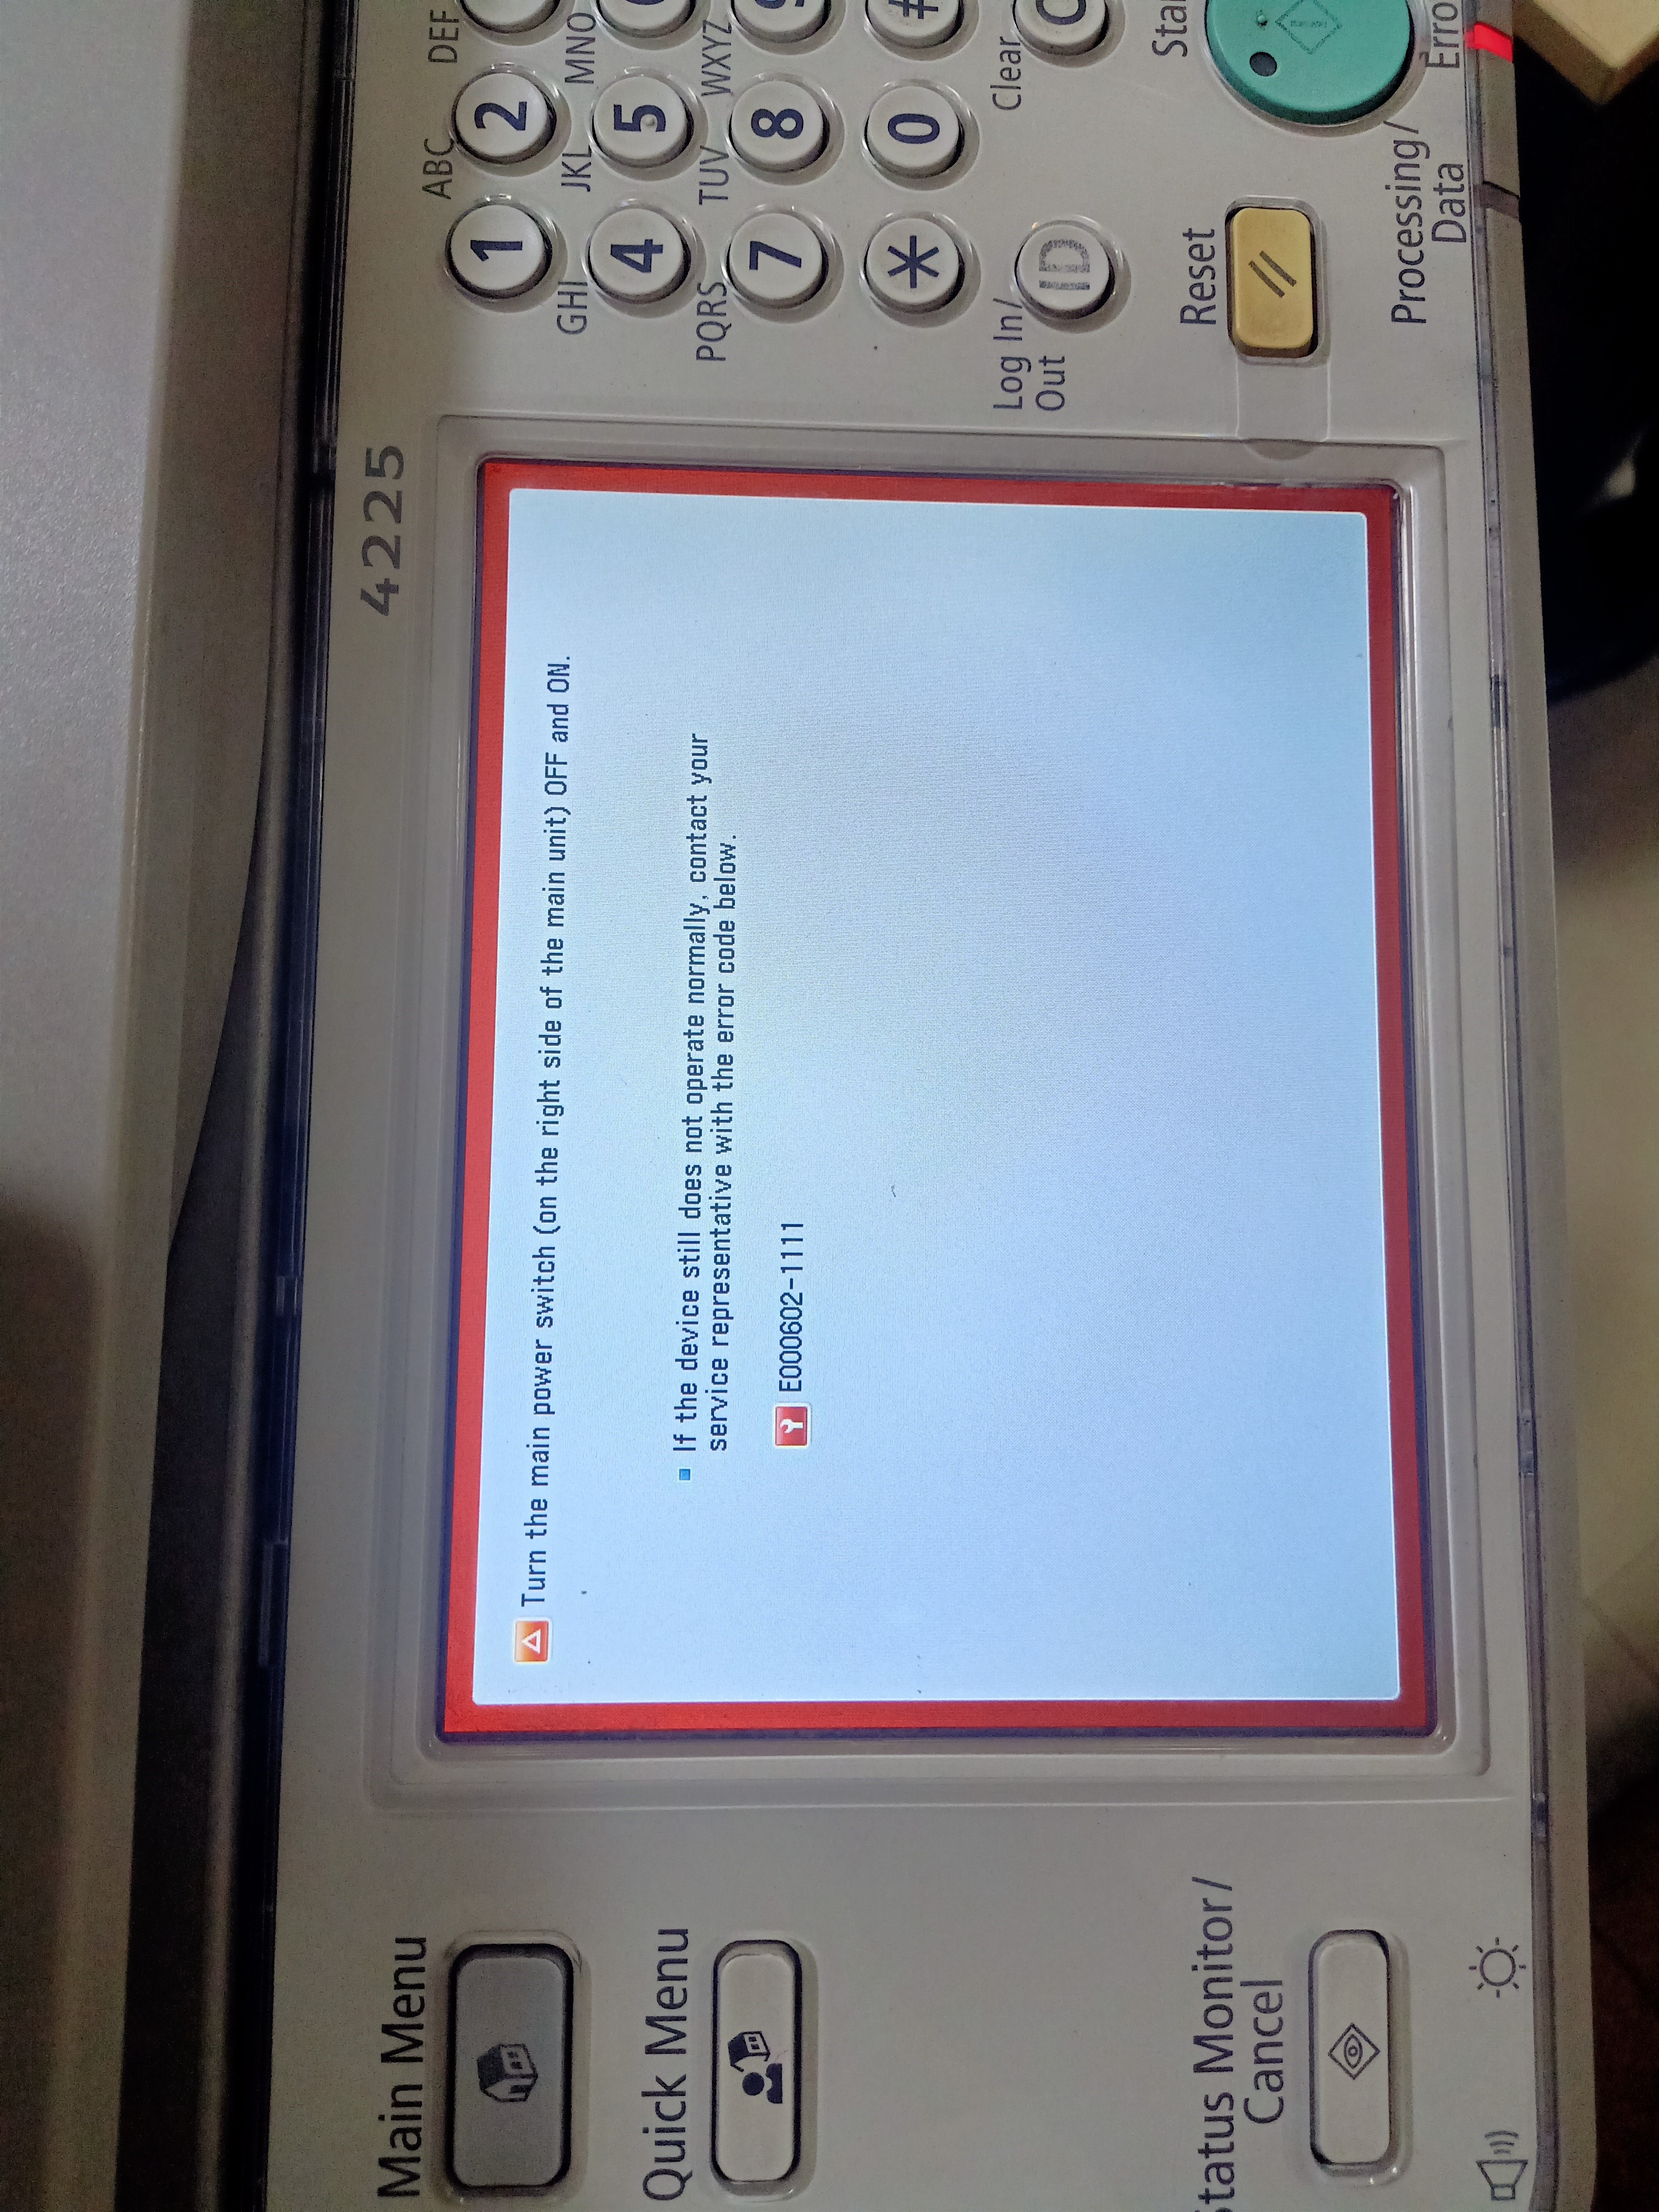 4225
Turn the main power switch (on the right side of the main unit) OFF and ON.
If the device still does not operate normally, contact your
service representative with the error code below.
E000602-1111
Main Menu
Quick Menu
Status Monitor/
Cancel
ABC
DEF
1
2
GHI
JKL
MNO
4
5
PQRS
TUV
WXYZ
7
8
9
*
0
#
Log In/
Out
ID
Clear
C
Reset
Processing/
Data